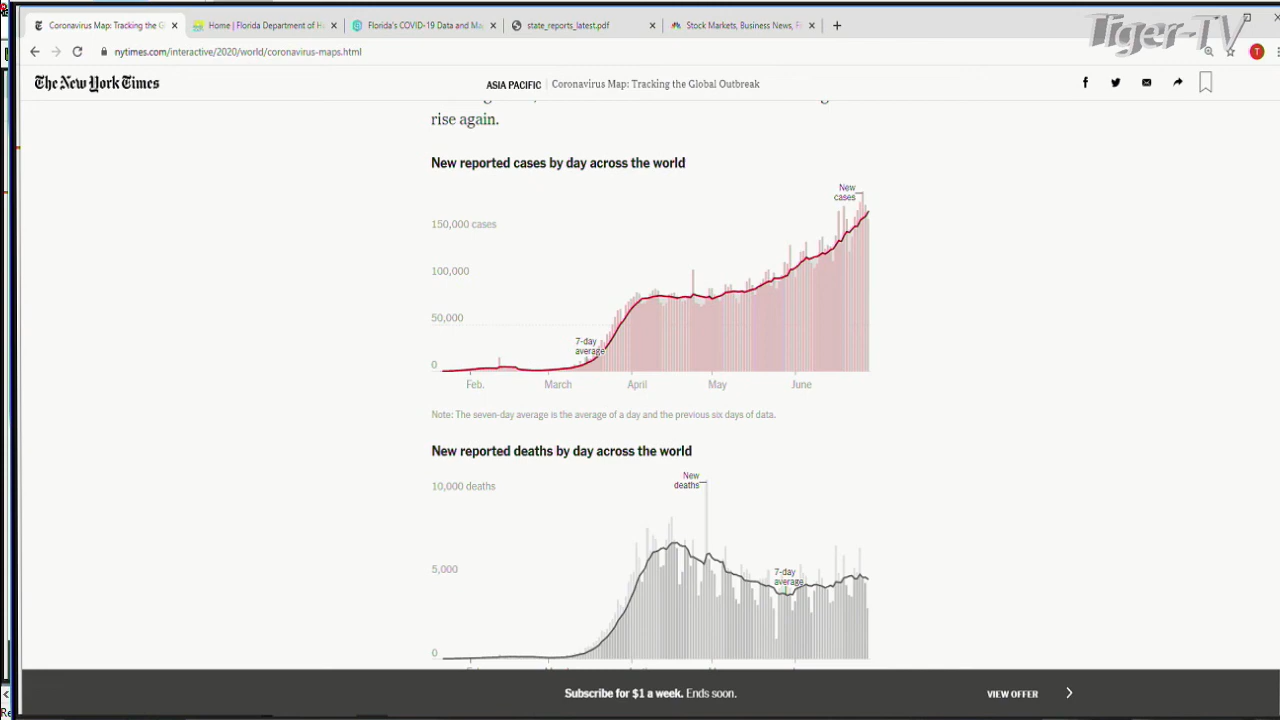 Coronavirus Map: Tracking the G
Home | Florida Department of H
Florida's COVID-19 Data and Ma
state_reports_latest.pdf
Stock Markets, Business News, F
Tiger-TV
nytimes.com/interactive/2020/world/coronavirus-maps.html
T
The New York Times
ASIA PACIFIC | Coronavirus Map: Tracking the Global Outbreak
rise again.
New reported cases by day across the world
New
cases
150,000 cases
100,000
50,000
7-day
average
0
Feb. March April May June
Note: The seven-day average is the average of a day and the previous six days of data.
New reported deaths by day across the world
New
deaths
10,000 deaths
5,000
7-day
average
0
Subscribe for $1 a week. Ends soon.
VIEW OFFER